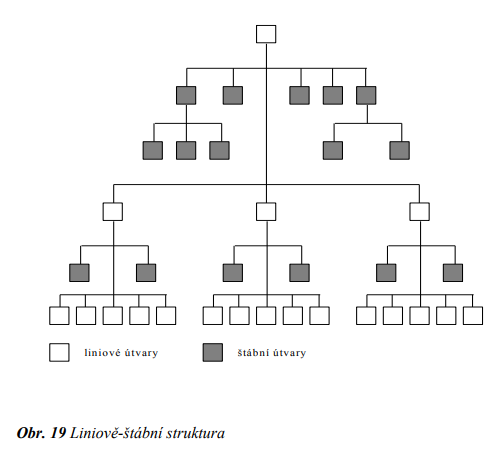 liniové útvary
štábní útvary
Obr. 19 Liniově-štábní struktura